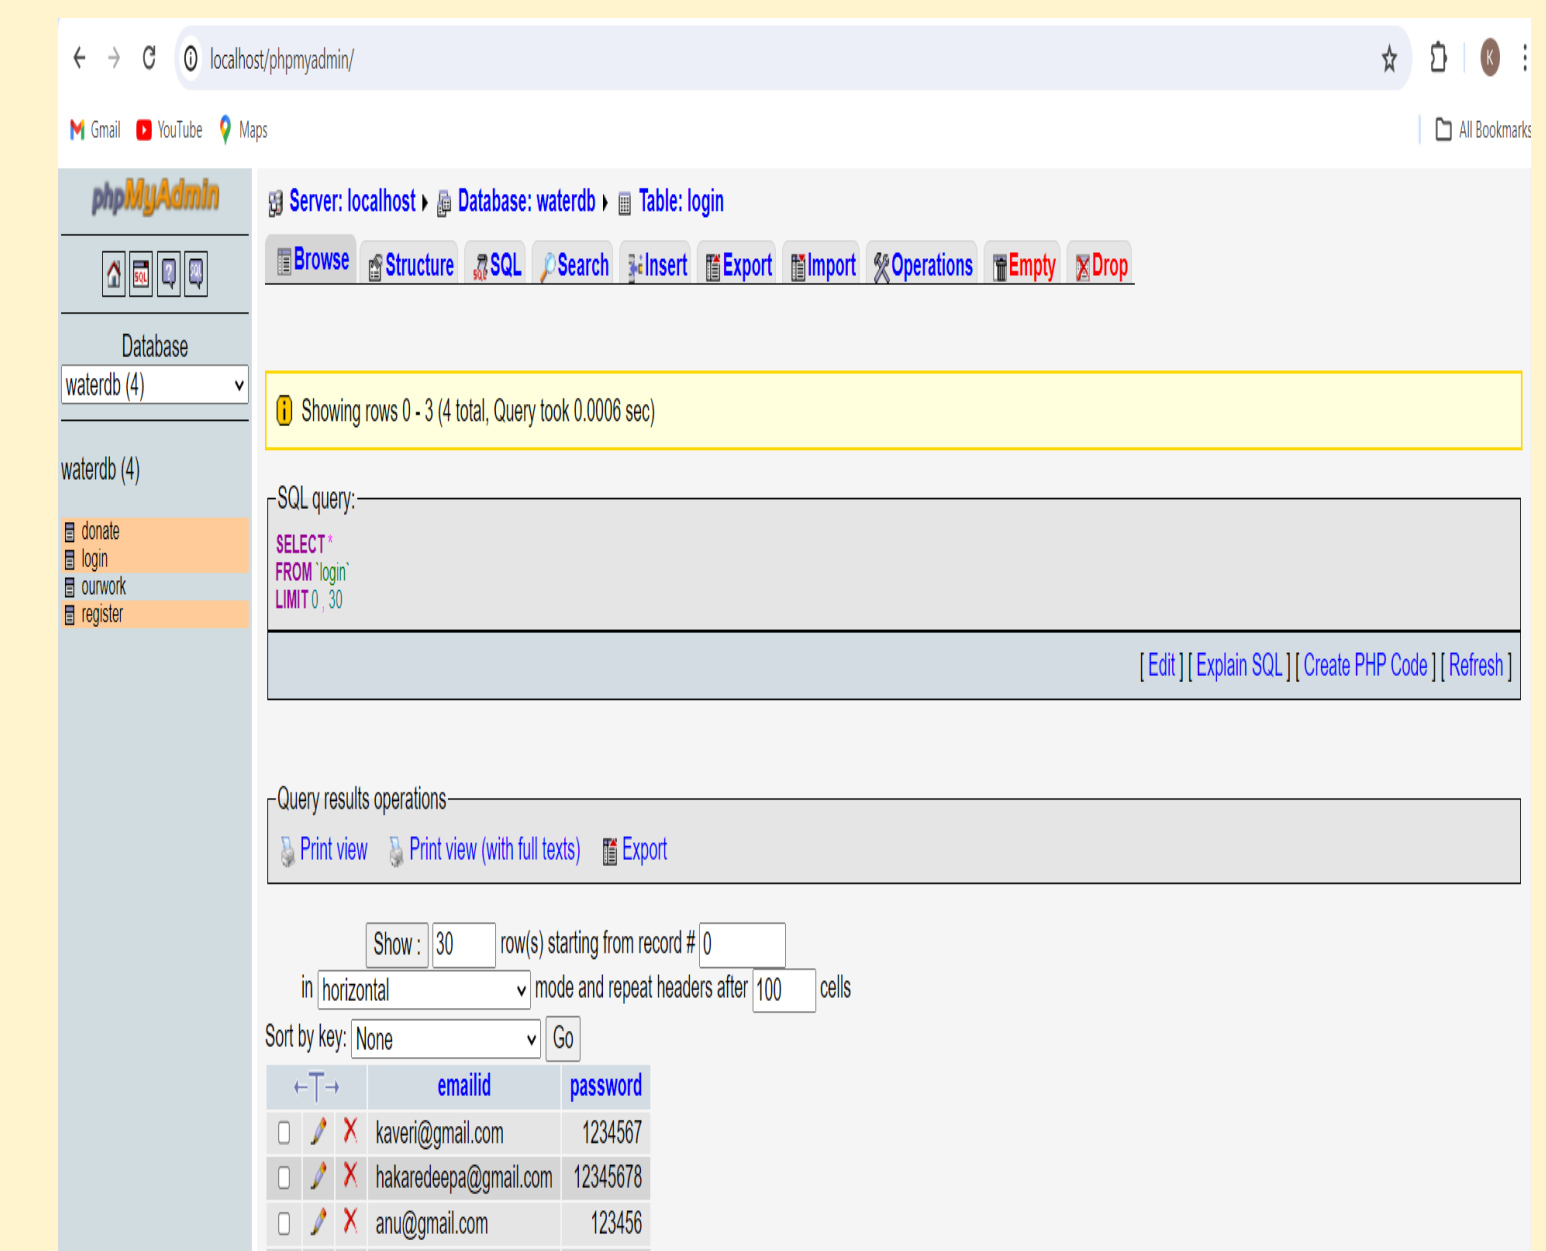 localhost/phpmyadmin/
K
Gmail YouTube Maps All Bookmarks
phpMyAdmin
Server: localhost Database: waterdb Table: login
Browse Structure SQL Search Insert Export Import Operations Empty Drop
SQL ? SQL
Database
waterdb (4)
Showing rows 0 - 3 (4 total, Query took 0.0006 sec)
waterdb (4)
donate
login
ourwork
register
SQL query:
SELECT *
FROM `login`
LIMIT 0 , 30
[ Edit ] [ Explain SQL ] [ Create PHP Code ] [ Refresh ]
Query results operations
Print view Print view (with full texts) Export
Show : 30 row(s) starting from record # 0
in horizontal mode and repeat headers after 100 cells
Sort by key: None Go
←T→ emailid password
kaveri@gmail.com 1234567
hakaredeepa@gmail.com 12345678
anu@gmail.com 123456